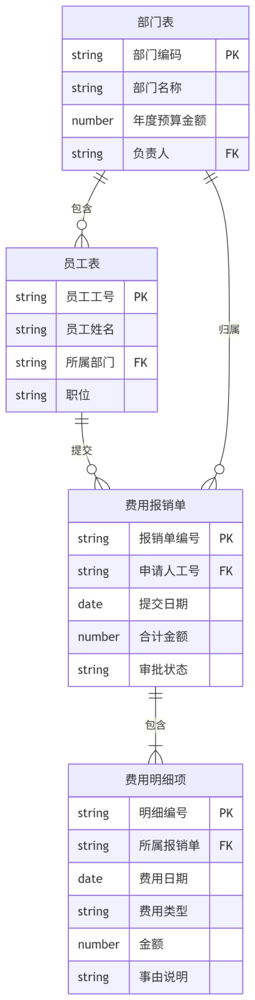 部门表
string 部门编码 PK
string 部门名称
number 年度预算金额
string 负责人 FK
包含
员工表
string 员工工号 PK
string 员工姓名
string 所属部门 FK
string 职位
归属
提交
费用报销单
string 报销单编号 PK
string 申请人工号 FK
date 提交日期
number 合计金额
string 审批状态
包含
费用明细项
string 明细编号 PK
string 所属报销单 FK
date 费用日期
string 费用类型
number 金额
string 事由说明